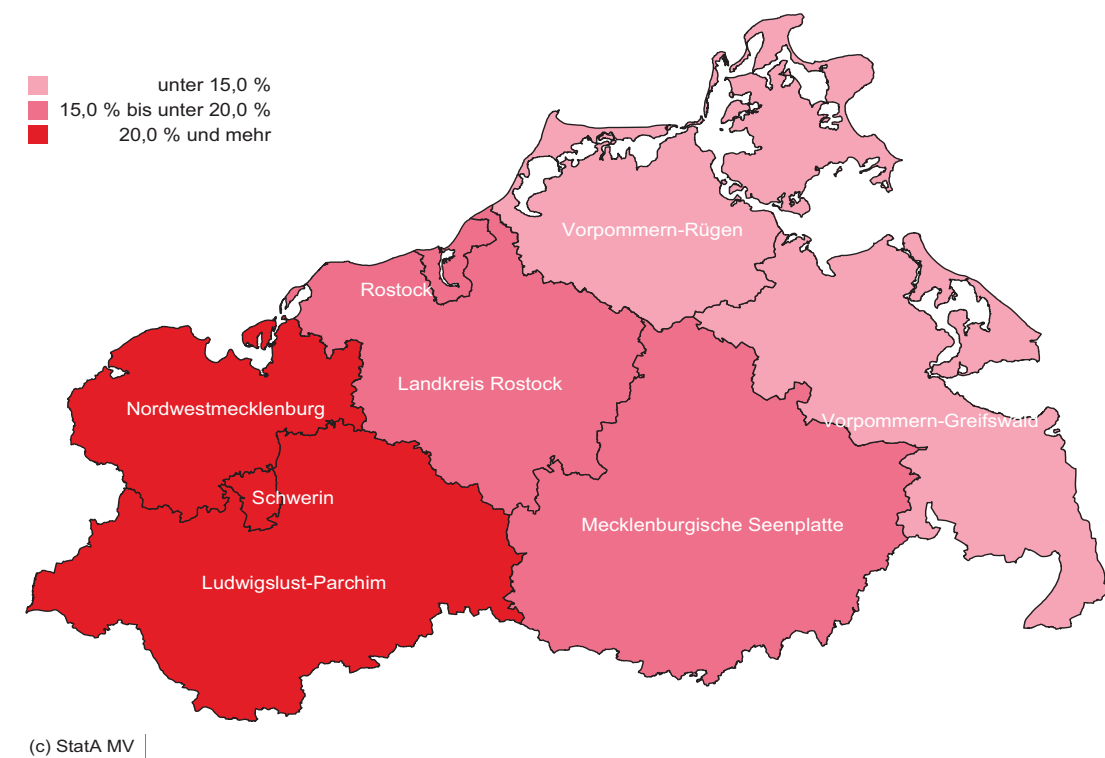 unter 15,0 %
15,0 % bis unter 20,0 %
20,0 % und mehr
Vorpommern-Rügen
Rostock
Landkreis Rostock
Nordwestmecklenburg
Vorpommern-Greifswald
Schwerin
Mecklenburgische Seenplatte
Ludwigslust-Parchim
(c) StatA MV